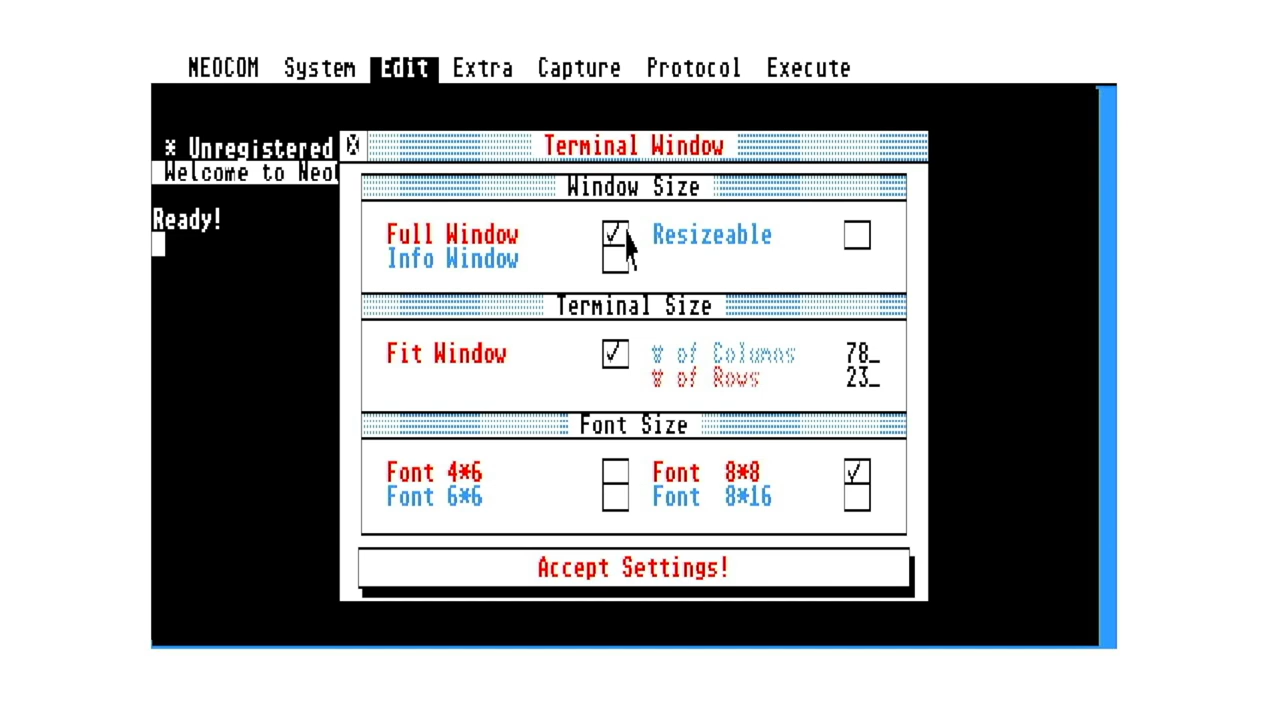 NEOCOM System Edit Extra Capture Protocol Execute
* Unregistered
Welcome to Neo
Ready!
X Terminal Window
Window Size
Full Window ✓ Resizeable
Info Window
Terminal Size
Fit Window ✓ # of Columns 78_
# of Rows 23_
Font Size
Font 4*6 Font 8*8 ✓
Font 6*6 Font 8*16
Accept Settings!